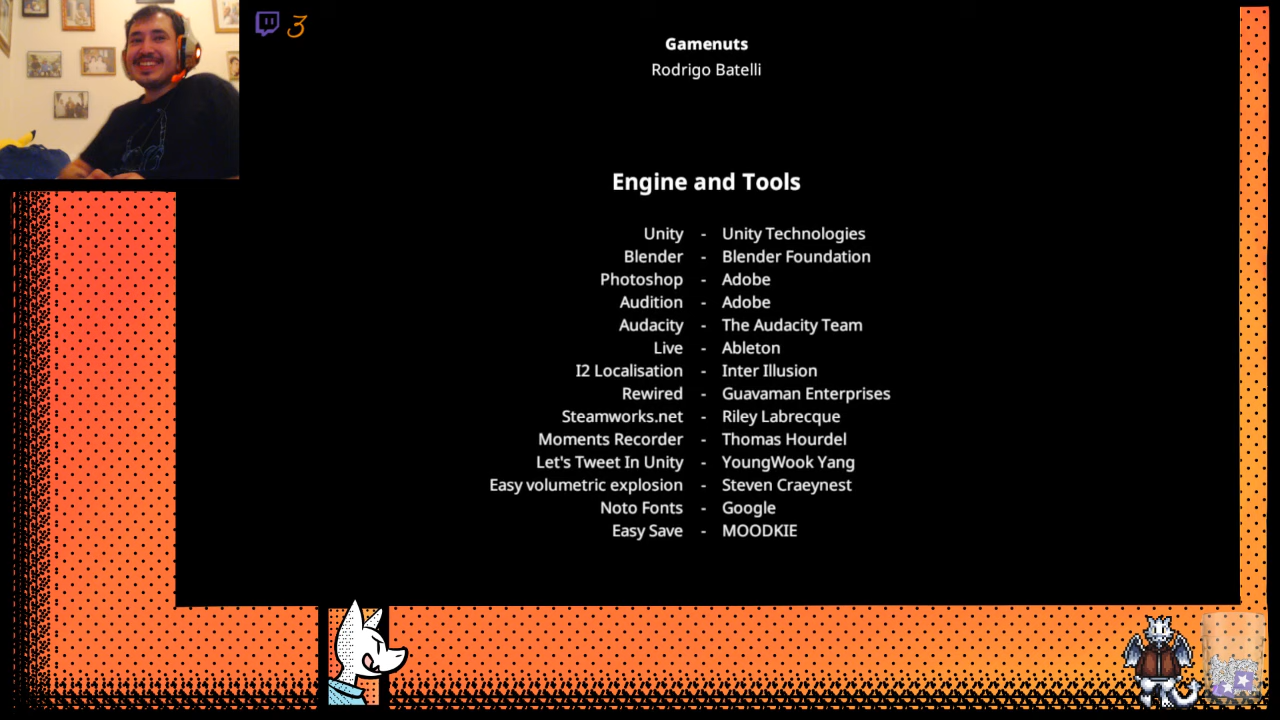 3
Gamenuts
Rodrigo Batelli
Engine and Tools
Unity - Unity Technologies
Blender - Blender Foundation
Photoshop - Adobe
Audition - Adobe
Audacity - The Audacity Team
Live - Ableton
I2 Localisation - Inter Illusion
Rewired - Guavaman Enterprises
Steamworks.net - Riley Labrecque
Moments Recorder - Thomas Hourdel
Let's Tweet In Unity - YoungWook Yang
Easy volumetric explosion - Steven Craeynest
Noto Fonts - Google
Easy Save - MOODKIE